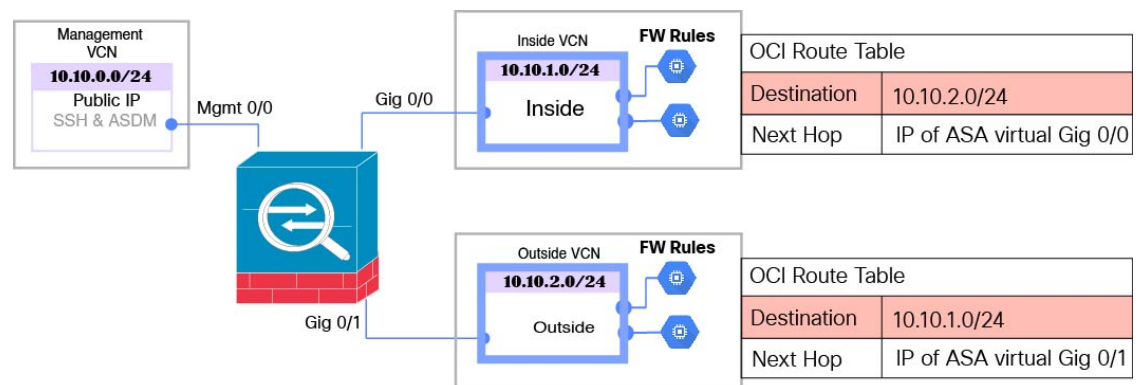 Management
VCN
10.10.0.0/24
Public IP
SSH & ASDM
Mgmt 0/0
Gig 0/0
Inside VCN
10.10.1.0/24
Inside
FW Rules
OCI Route Table
Destination 10.10.2.0/24
Next Hop IP of ASA virtual Gig 0/0
Gig 0/1
Outside VCN
10.10.2.0/24
Outside
FW Rules
OCI Route Table
Destination 10.10.1.0/24
Next Hop IP of ASA virtual Gig 0/1